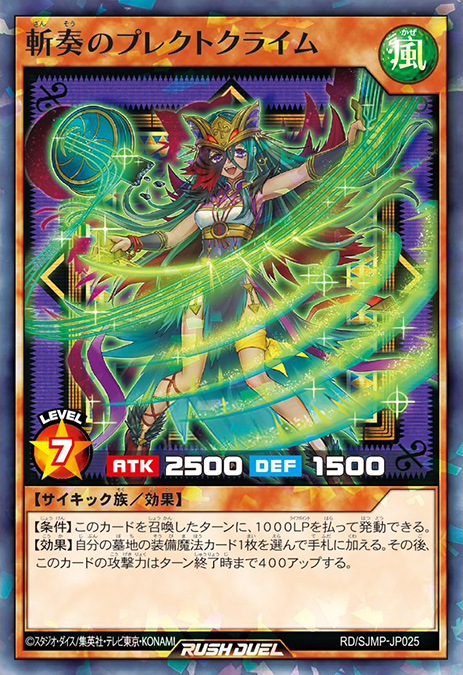 斬奏のプレクトクライム
風
LEVEL
7
ATK 2500 DEF 1500
【サイキック族／効果】
【条件】このカードを召喚したターンに、1000LPを払って発動できる。
【効果】自分の墓地の装備魔法カード1枚を選んで手札に加える。その後、
このカードの攻撃力はターン終了時まで400アップする。
©スタジオ・ダイス/集英社・テレビ東京・KONAMI
RUSH DUEL
RD/SJMP-JP025